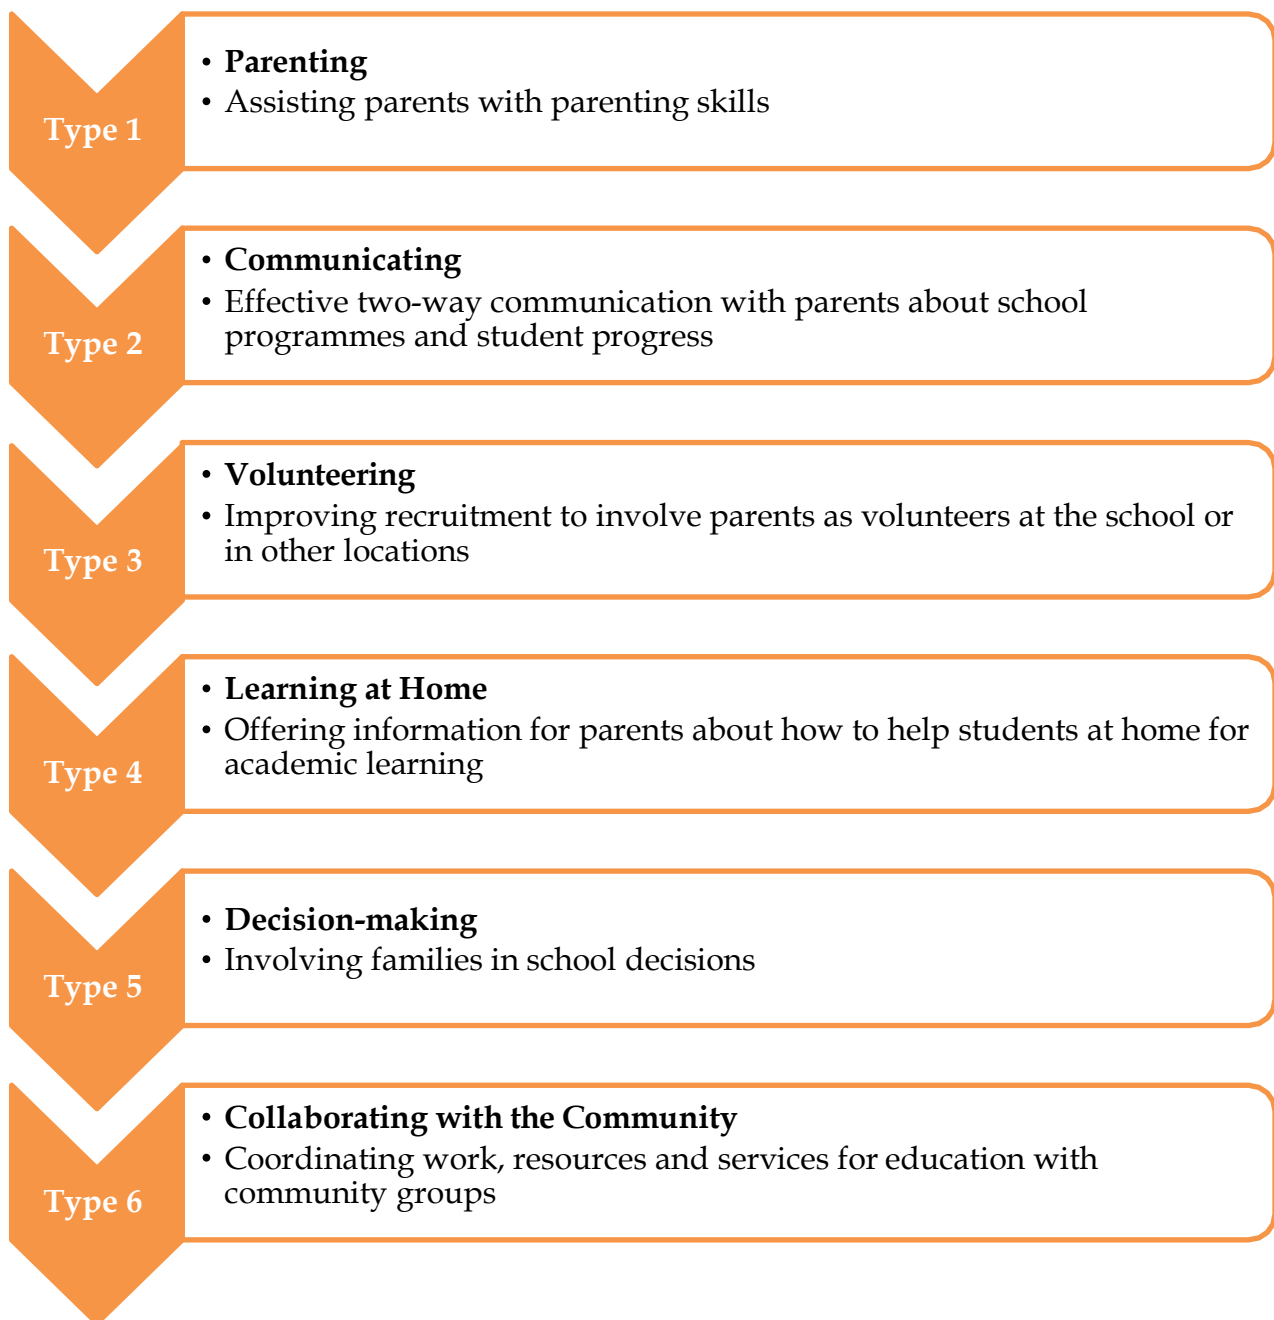 Type 1
• Parenting
• Assisting parents with parenting skills
Type 2
• Communicating
• Effective two-way communication with parents about school
programmes and student progress
Type 3
• Volunteering
• Improving recruitment to involve parents as volunteers at the school or
in other locations
Type 4
• Learning at Home
• Offering information for parents about how to help students at home for
academic learning
Type 5
• Decision-making
• Involving families in school decisions
Type 6
• Collaborating with the Community
• Coordinating work, resources and services for education with
community groups